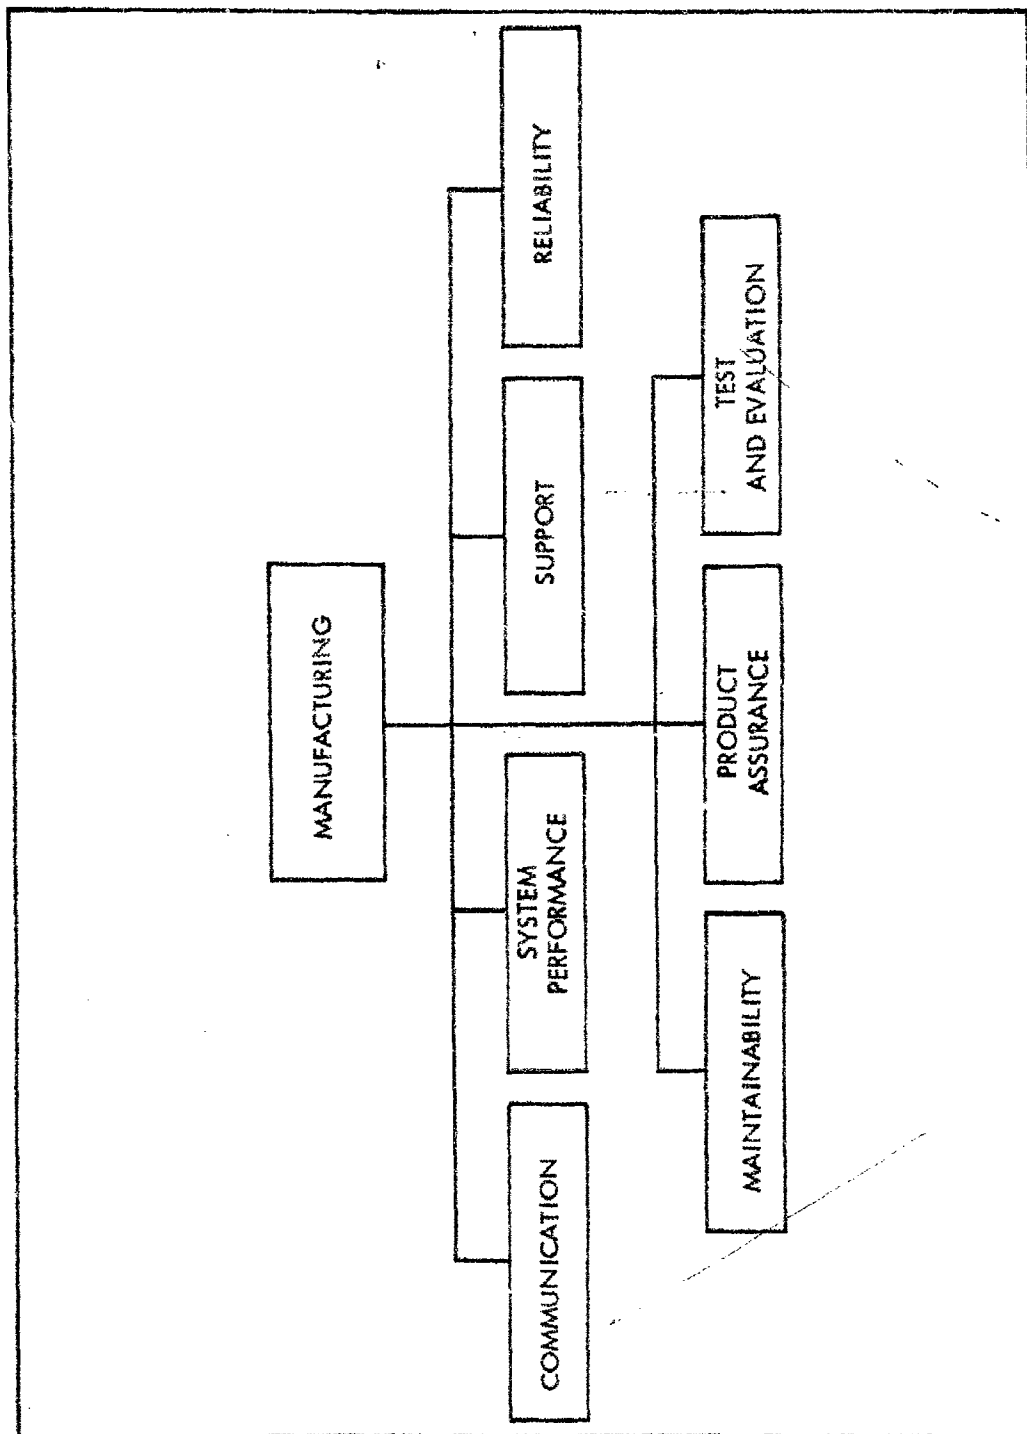 MANUFACTURING
COMMUNICATION
SYSTEM
PERFORMANCE
SUPPORT
RELIABILITY
MAINTAINABILITY
PRODUCT
ASSURANCE
TEST
AND EVALUATION